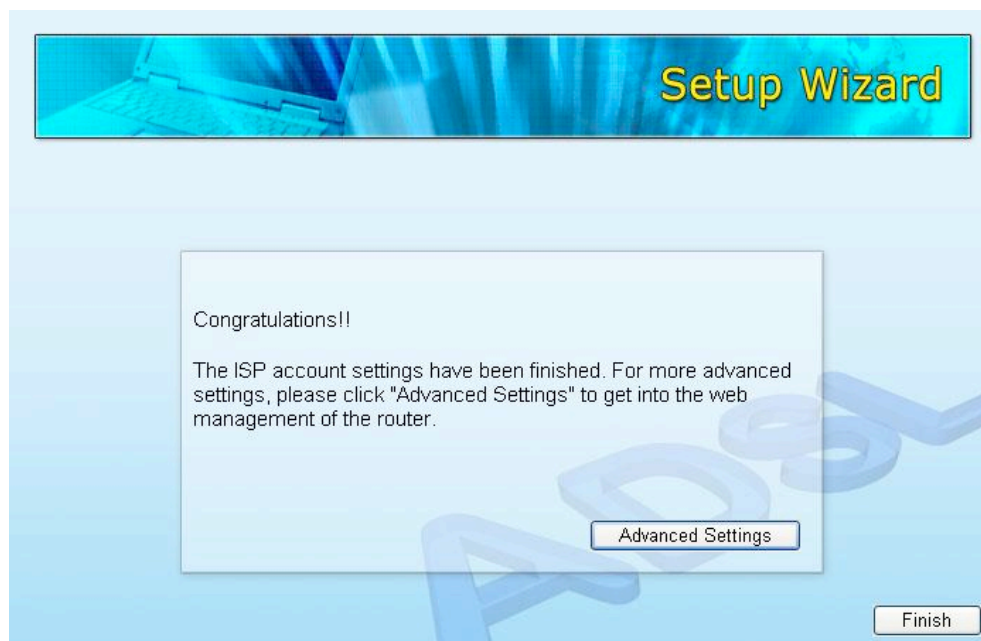 Setup Wizard
Congratulations!!
The ISP account settings have been finished. For more advanced
settings, please click "Advanced Settings" to get into the web
management of the router.
ADSL
Advanced Settings
Finish